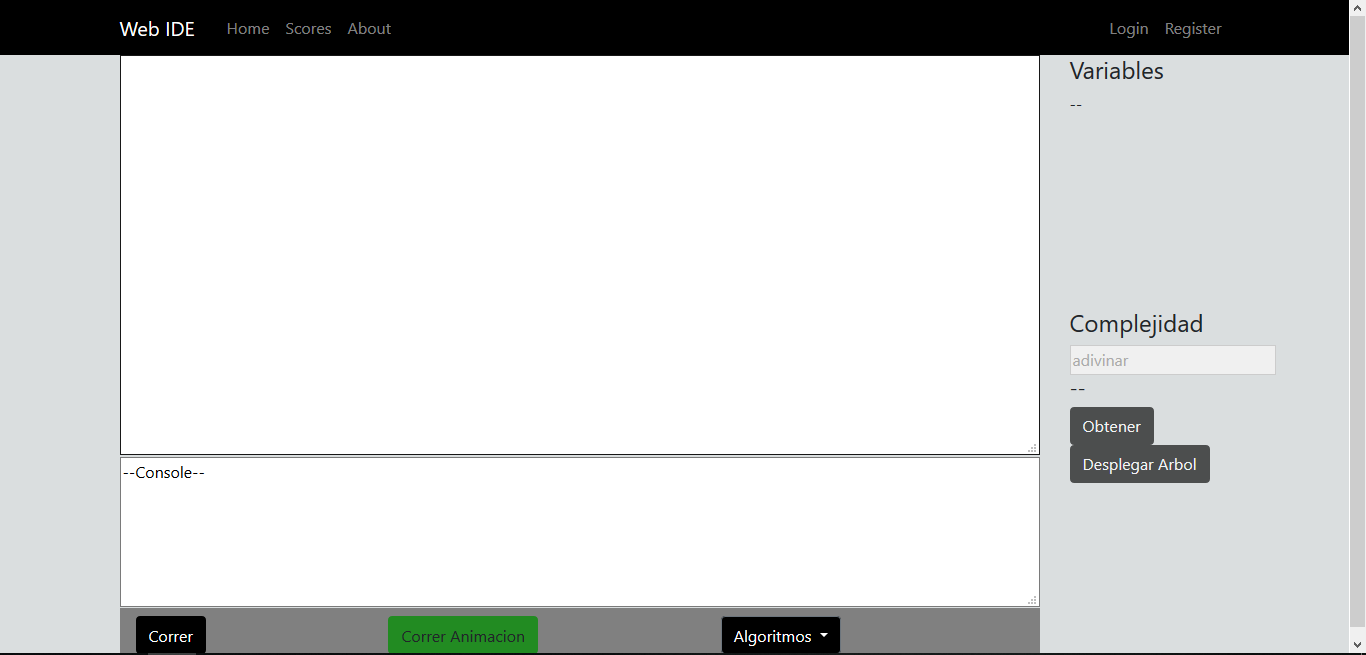 Web IDE Home Scores About Login Register
Variables
--
Complejidad
adivinar
--
Obtener
Desplegar Arbol
--Console--
Correr Correr Animacion Algoritmos